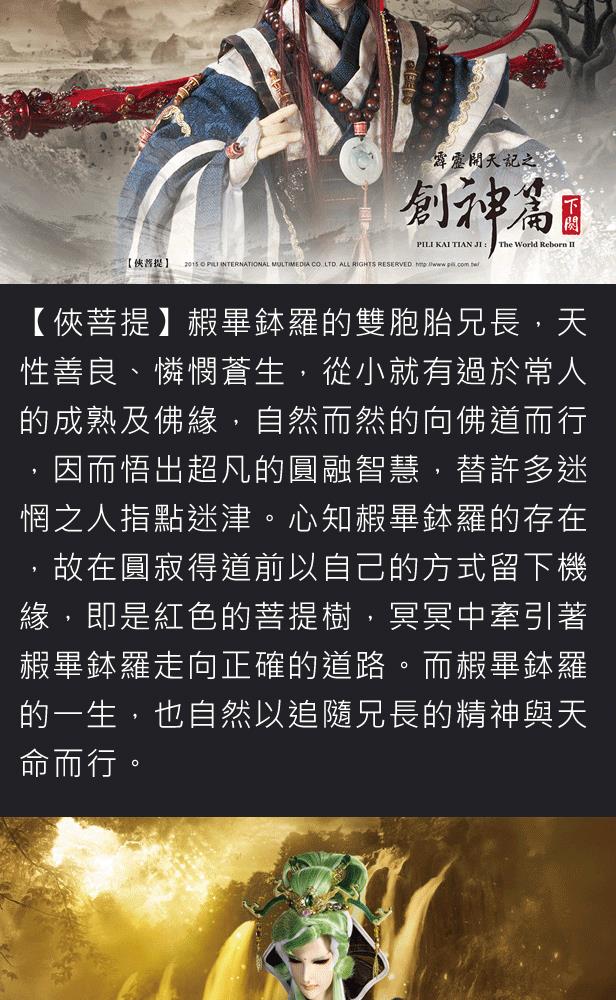 霹靂開天記之
創神篇
下闋
PILI KAI TIAN JI : The World Reborn II
【俠菩提】 2015 © PILI INTERNATIONAL MULTIMEDIA CO.,LTD. ALL RIGHTS RESERVED. http://www.pili.com.tw/
【俠菩提】赮畢鉢羅的雙胞胎兄長，天
性善良、憐憫蒼生，從小就有過於常人
的成熟及佛緣，自然而然的向佛道而行
，因而悟出超凡的圓融智慧，替許多迷
惘之人指點迷津。心知赮畢鉢羅的存在
，故在圓寂得道前以自己的方式留下機
緣，即是紅色的菩提樹，冥冥中牽引著
赮畢鉢羅走向正確的道路。而赮畢鉢羅
的一生，也自然以追隨兄長的精神與天
命而行。